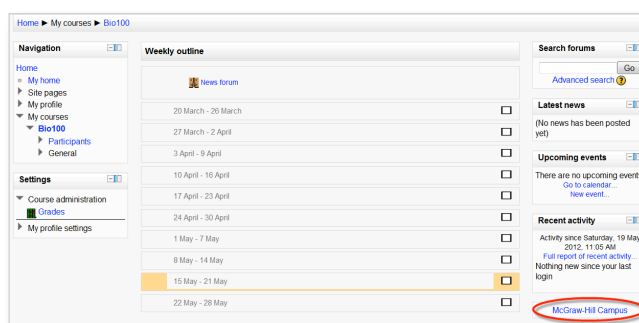 Home ► My courses ► Bio100
Navigation
Home
My home
Site pages
My profile
My courses
Bio100
Participants
General
Settings
Course administration
Grades
My profile settings
Weekly outline
News forum
20 March - 26 March
27 March - 2 April
3 April - 9 April
10 April - 16 April
17 April - 23 April
24 April - 30 April
1 May - 7 May
8 May - 14 May
15 May - 21 May
22 May - 28 May
Search forums
Go
Advanced search ?
Latest news
(No news has been posted
yet)
Upcoming events
There are no upcoming events
Go to calendar...
New event...
Recent activity
Activity since Saturday, 19 May
2012, 11:05 AM
Full report of recent activity...
Nothing new since your last
login
McGraw-Hill Campus